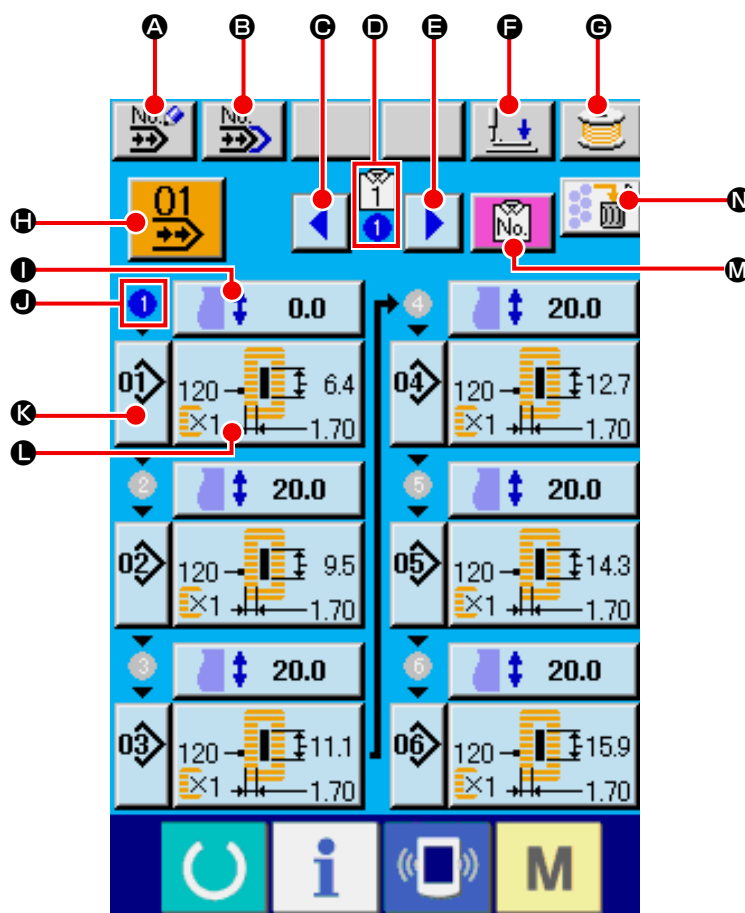 A B C D E F G
No. No.
01 1 1 No. N
H
M
I
J 1 0.0 4 20.0
K 01 120 6.4 04 120 12.7
L ×1 1.70 ×1 1.70
2 20.0 5 20.0
02 120 9.5 05 120 14.3
×1 1.70 ×1 1.70
3 20.0 6 20.0
03 120 11.1 06 120 15.9
×1 1.70 ×1 1.70
i M